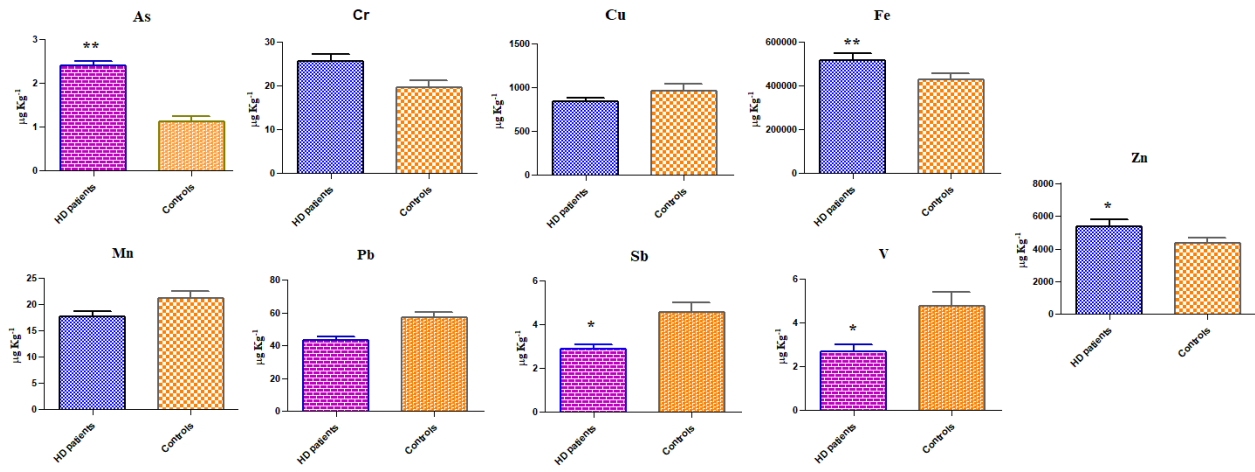 As
3
2
1
0
μg Kg-1
**
HD patients
Controls
Cr
30
20
10
0
μg Kg-1
HD patients
Controls
Cu
1500
1000
500
0
μg Kg-1
HD patients
Controls
Fe
600000
400000
200000
0
μg Kg-1
**
HD patients
Controls
Zn
8000
6000
4000
2000
0
μg Kg-1
*
HD patients
Controls
Mn
25
20
15
10
5
0
μg Kg-1
HD patients
Controls
Pb
80
60
40
20
0
μg Kg-1
HD patients
Controls
Sb
6
4
2
0
μg Kg-1
*
HD patients
Controls
V
6
4
2
0
μg Kg-1
*
HD patients
Controls